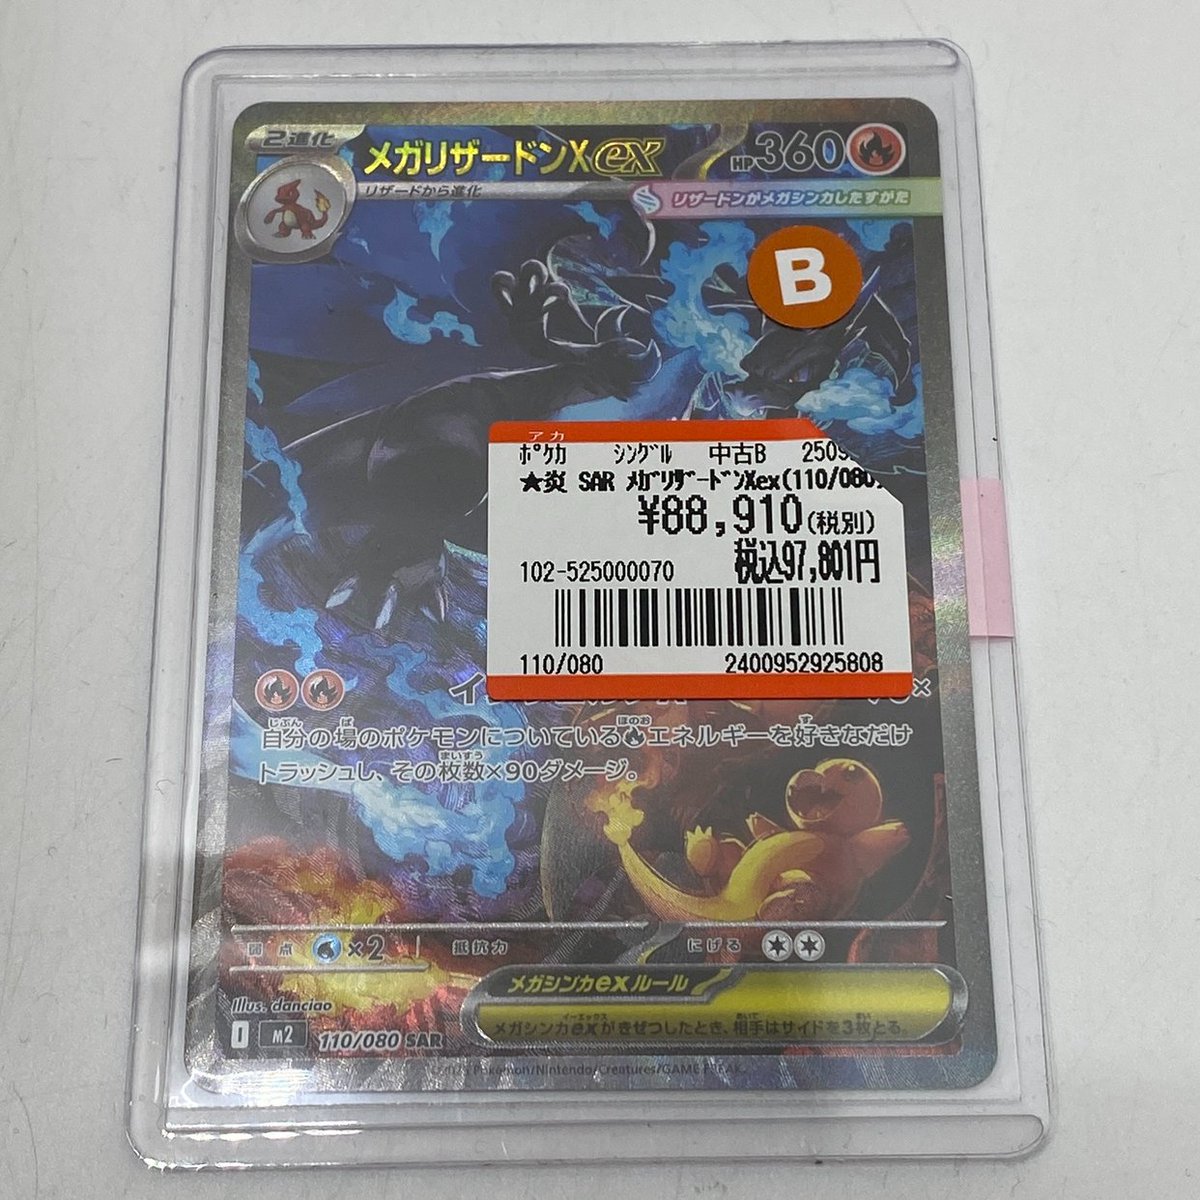 2進化
メガリザードンXex
HP360
リザードから進化
リザードンがメガシンカしたすがた
B
アカ
ﾎﾟｹｶ ｼﾝｸﾞﾙ 中古B 2509
★炎 SAR ﾒｶﾞﾘｻﾞｰﾄﾞﾝXex(110/080)
¥88,910(税別)
102-525000070 税込97,801円
110/080 2400952925808
自分の場のポケモンについているエネルギーを好きなだけ
トラッシュし、その枚数×90ダメージ。
弱点 ×2 抵抗力 にげる
メガシンカexルール
メガシンカexがきぜつしたとき、相手はサイドを3枚とる。
Illus. danciao
I m2 110/080 SAR
©2025 Pokémon/Nintendo/Creatures/GAME FREAK.